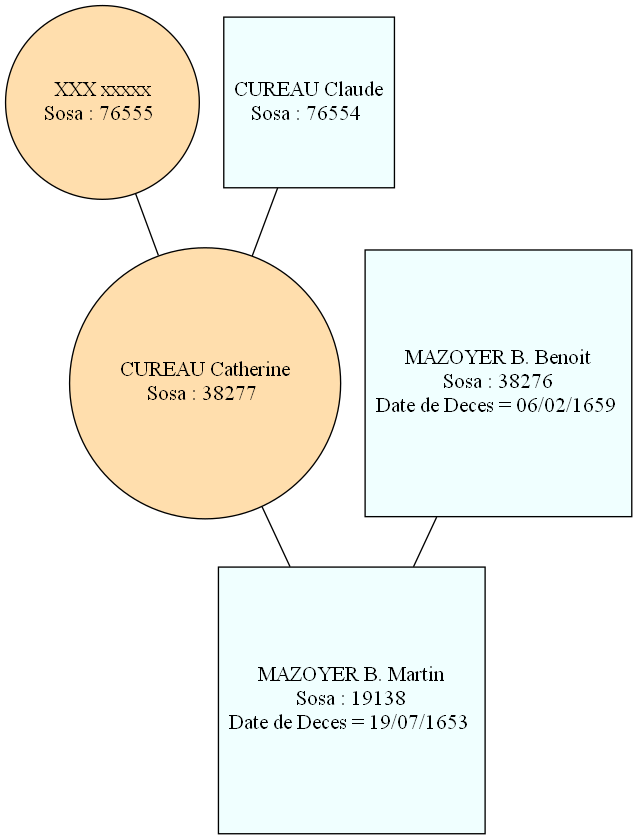 XXX xxxxx
Sosa : 76555
CUREAU Claude
Sosa : 76554
CUREAU Catherine
Sosa : 38277
MAZOYER B. Benoit
Sosa : 38276
Date de Deces = 06/02/1659
MAZOYER B. Martin
Sosa : 19138
Date de Deces = 19/07/1653